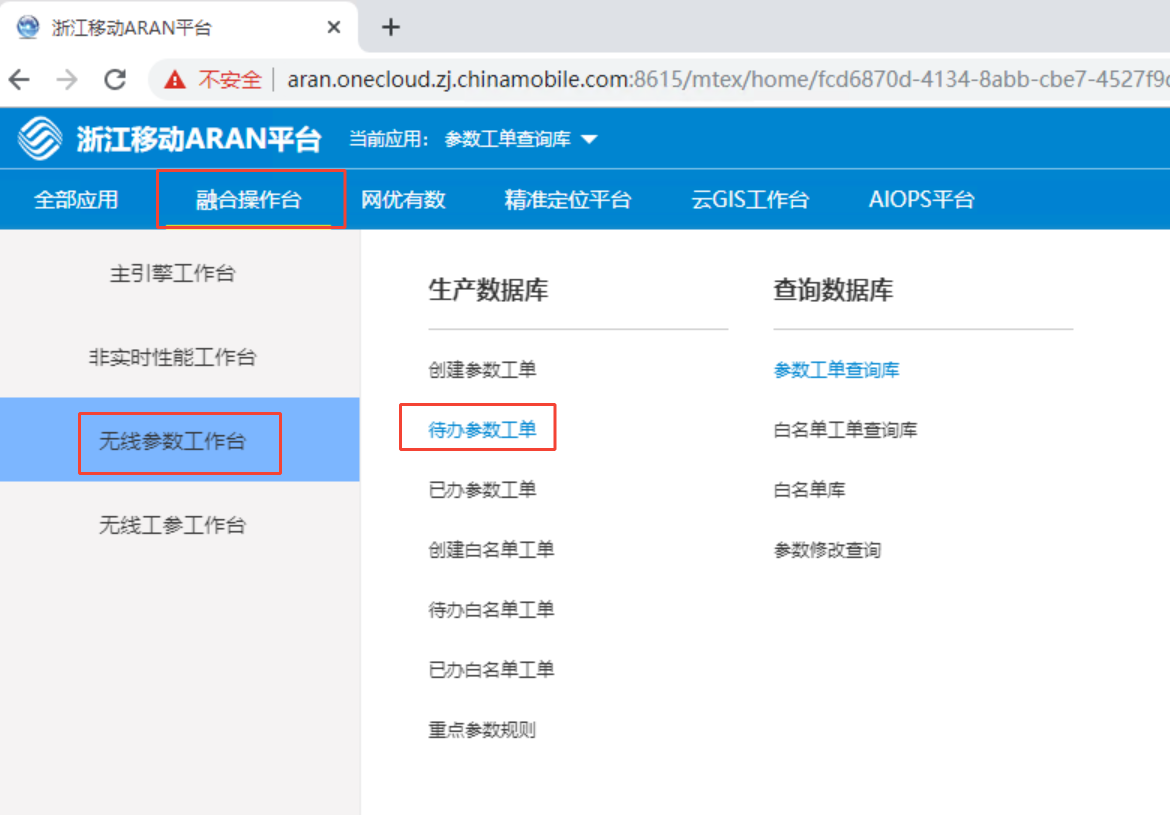 浙江移动ARAN平台
不安全 aran.onecloud.zj.chinamobile.com:8615/mtex/home/fcd6870d-4134-8abb-cbe7-4527f9c
浙江移动ARAN平台 当前应用: 参数工单查询库
全部应用 融合操作台 网优有数 精准定位平台 云GIS工作台 AIOPS平台
主引擎工作台
非实时性能工作台
无线参数工作台
无线工参工作台
生产数据库
创建参数工单
待办参数工单
已办参数工单
创建白名单工单
待办白名单工单
已办白名单工单
重点参数规则
查询数据库
参数工单查询库
白名单工单查询库
白名单库
参数修改查询